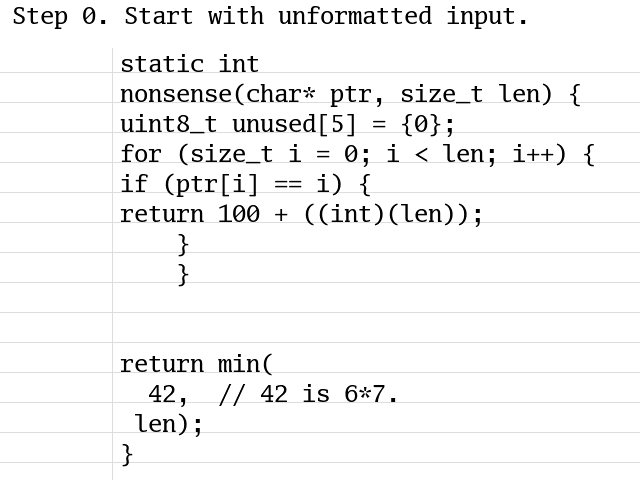 Step 0. Start with unformatted input.
static int
nonsense(char* ptr, size_t len) {
uint8_t unused[5] = {0};
for (size_t i = 0; i < len; i++) {
if (ptr[i] == i) {
return 100 + ((int)(len));
    }
    }
return min(
  42,  // 42 is 6*7.
 len);
}